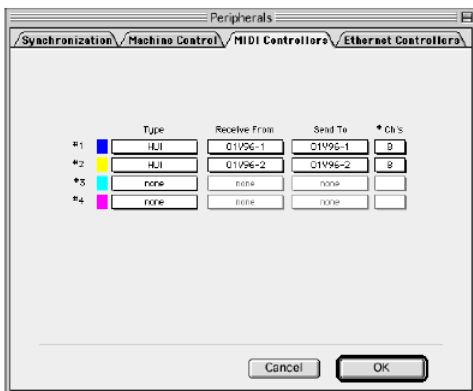 Peripherals
Synchronization Machine Control MIDI Controllers Ethernet Controllers
Type Receive From Send To # Ch's
#1 HUI 01V96-1 01V96-1 8
#2 HUI 01V96-2 01V96-2 8
#3 none none none
#4 none none none
Cancel OK